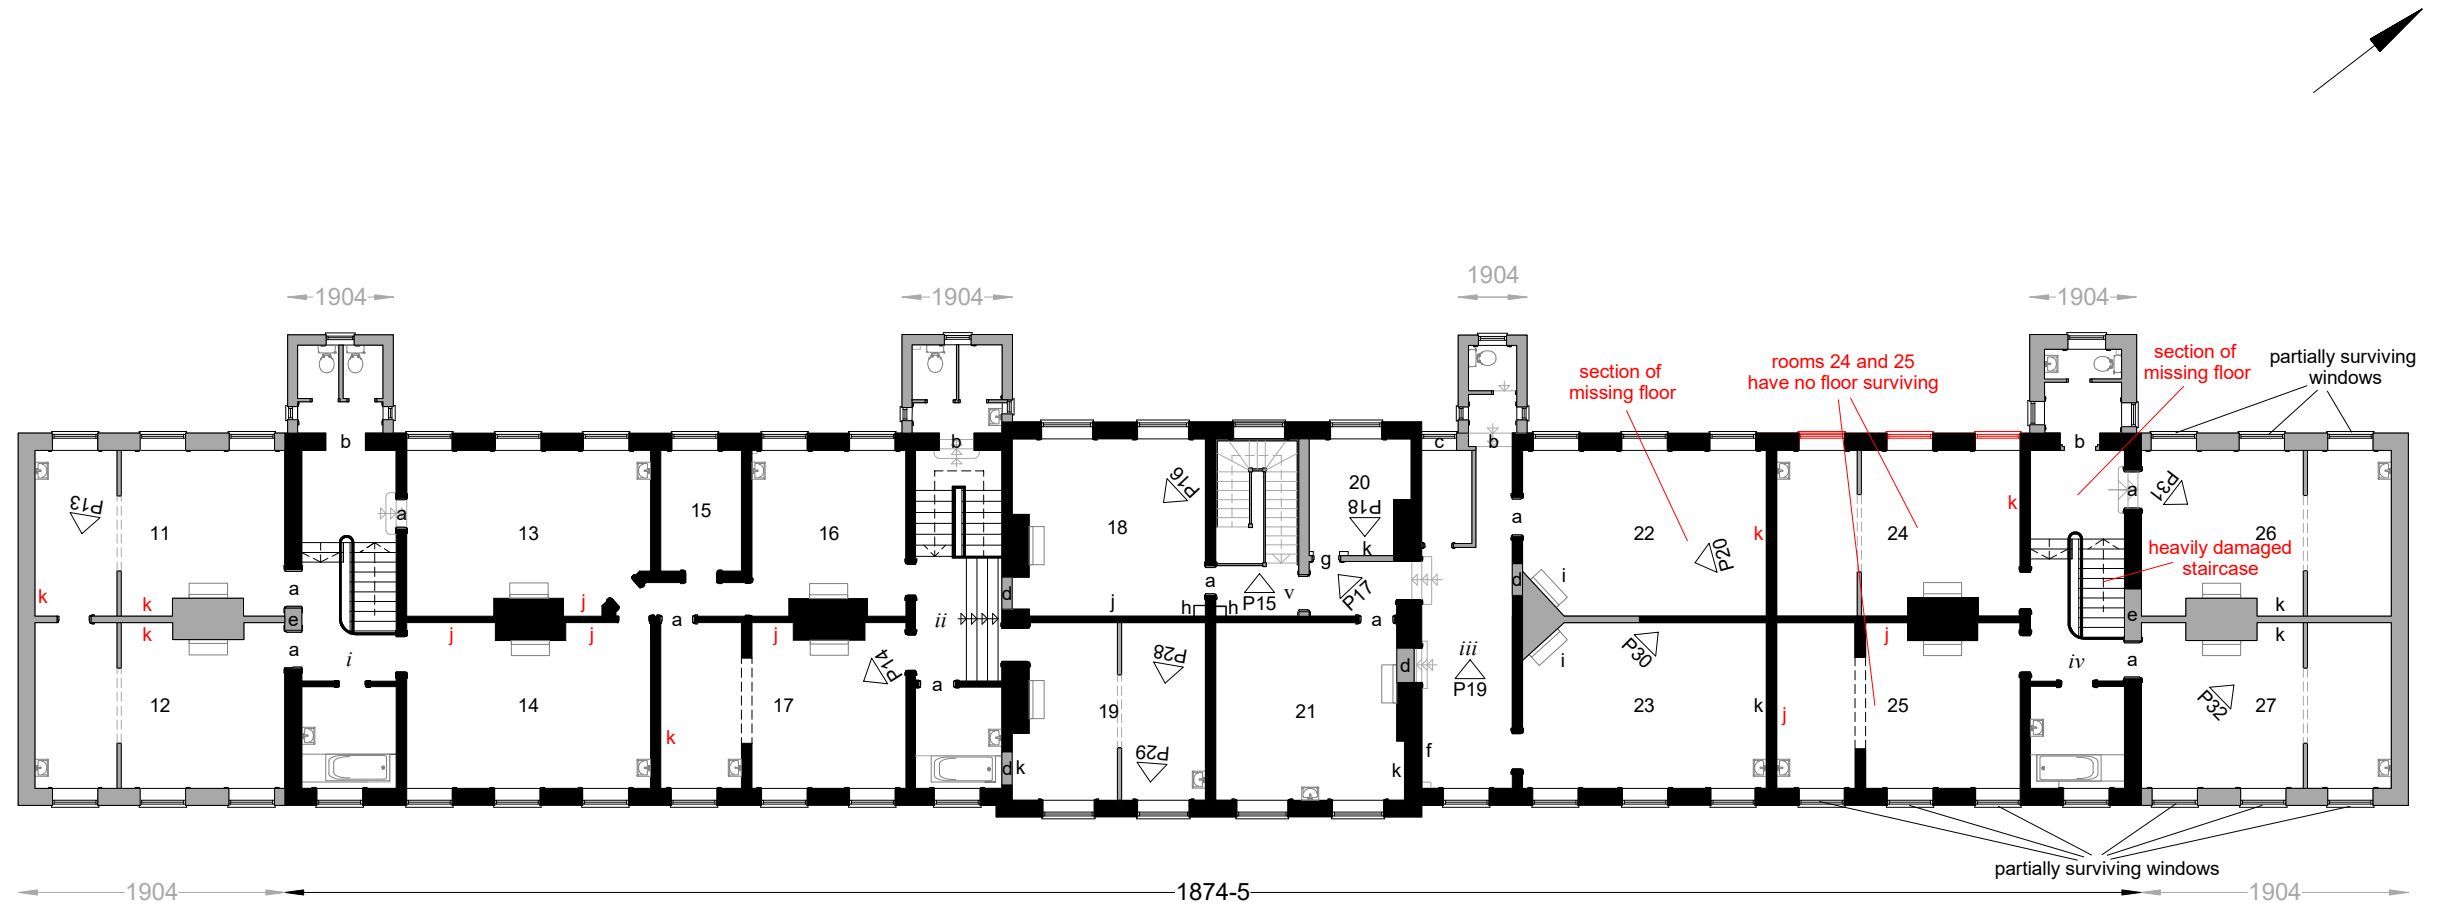 1904
1904
1904
1904
section of
missing floor
rooms 24 and 25
have no floor surviving
section of
missing floor
partially surviving
windows
b
b
c
b
b
P13
11
a
13
15
16
18
P16
20
P18
k
g
a
22
P20
k
24
k
a
P31
26
heavily damaged
staircase
k
k
k
a
e
a
i
j
j
j
a
j
ii
d
j
a
h
h
P15
v
P17
a
d
i
i
iii
P19
P30
j
e
k
k
iv
a
12
14
k
17
P14
a
d
k
19
P28
P29
21
d
k
f
23
k
j
25
P32
27
partially surviving windows
1904
1874-5
1904